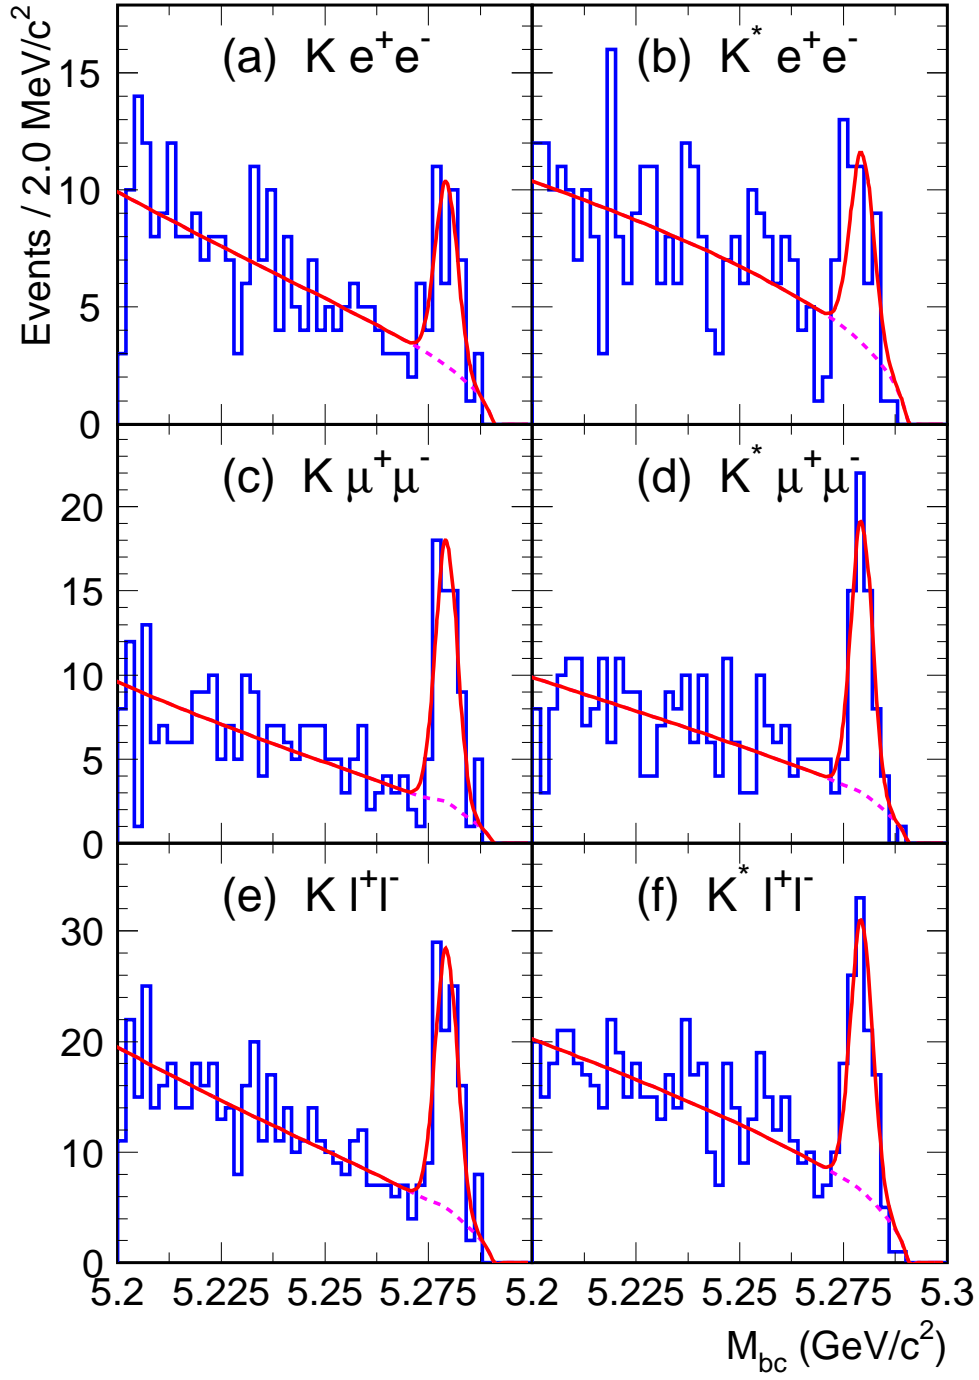 Events / 2.0 MeV/c²
(a) K e⁺e⁻
(b) K* e⁺e⁻
15
10
5
0
(c) K μ⁺μ⁻
(d) K* μ⁺μ⁻
20
15
10
5
0
(e) K l⁺l⁻
(f) K* l⁺l⁻
30
20
10
0
5.2 5.225 5.25 5.275 5.2 5.225 5.25 5.275 5.3
M_bc (GeV/c²)